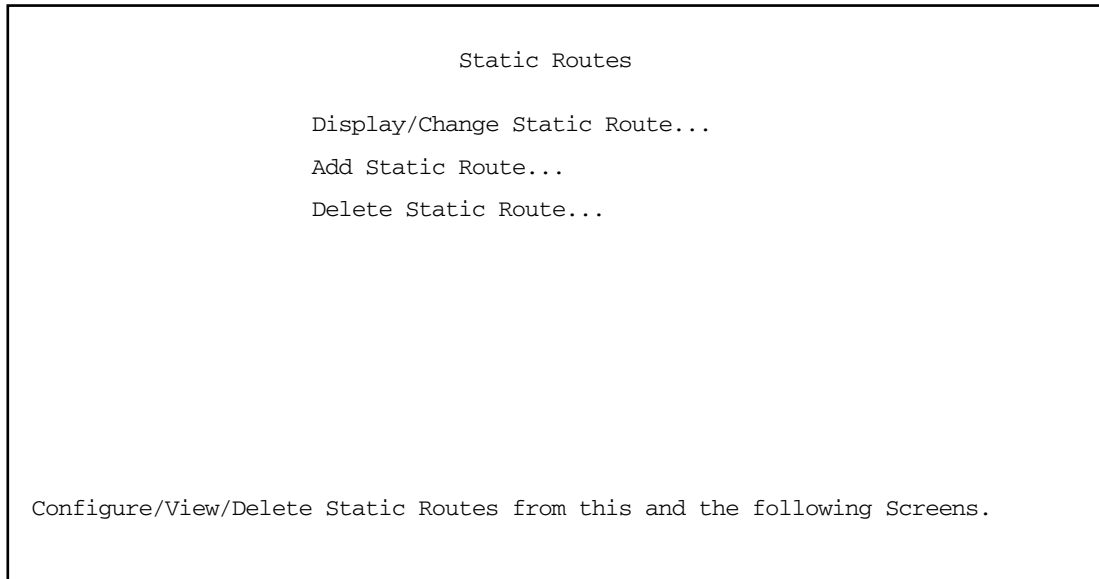 Static Routes
Display/Change Static Route...
Add Static Route...
Delete Static Route...
Configure/View/Delete Static Routes from this and the following Screens.